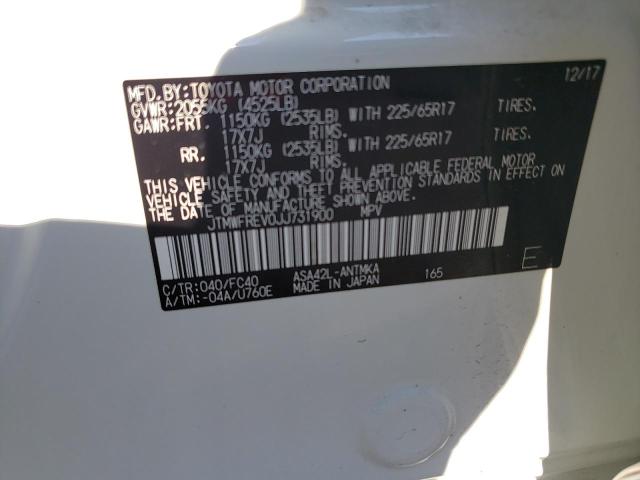 MFD.BY:TOYOTA MOTOR CORPORATION 12/17
GVWR:2055KG (4525LB)
GAWR:FRT. 1150KG (2535LB) WITH 225/65R17 TIRES.
17X7J RIMS.
RR. 1150KG (2535LB) WITH 225/65R17 TIRES.
17X7J RIMS.
THIS VEHICLE CONFORMS TO ALL APPLICABLE FEDERAL MOTOR
VEHICLE SAFETY AND THEFT PREVENTION STANDARDS IN EFFECT ON
THE DATE OF MANUFACTURE SHOWN ABOVE.
JTMWFREV0JJ731900 MPV
C/TR:040/FC40 ASA42L-ANTMKA 165 E
A/TM:-04A/U760E MADE IN JAPAN